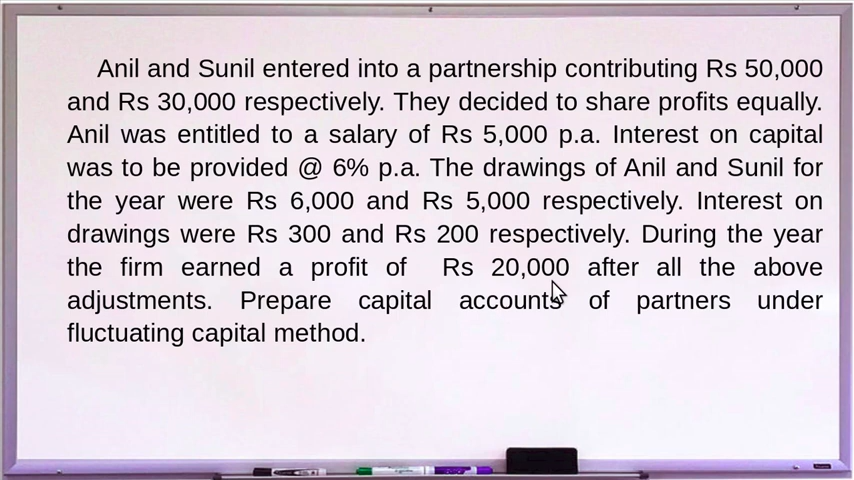 Anil and Sunil entered into a partnership contributing Rs 50,000
and Rs 30,000 respectively. They decided to share profits equally.
Anil was entitled to a salary of Rs 5,000 p.a. Interest on capital
was to be provided @ 6% p.a. The drawings of Anil and Sunil for
the year were Rs 6,000 and Rs 5,000 respectively. Interest on
drawings were Rs 300 and Rs 200 respectively. During the year
the firm earned a profit of Rs 20,000 after all the above
adjustments. Prepare capital accounts of partners under
fluctuating capital method.